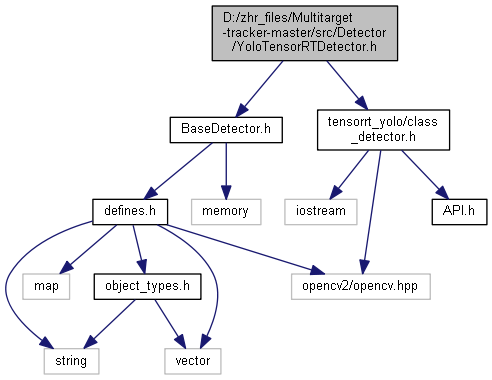 D:/zhr_files/Multitarget
-tracker-master/src/Detector
/YoloTensorRTDetector.h
BaseDetector.h
tensorrt_yolo/class
_detector.h
defines.h
memory
iostream
API.h
map
object_types.h
opencv2/opencv.hpp
string
vector